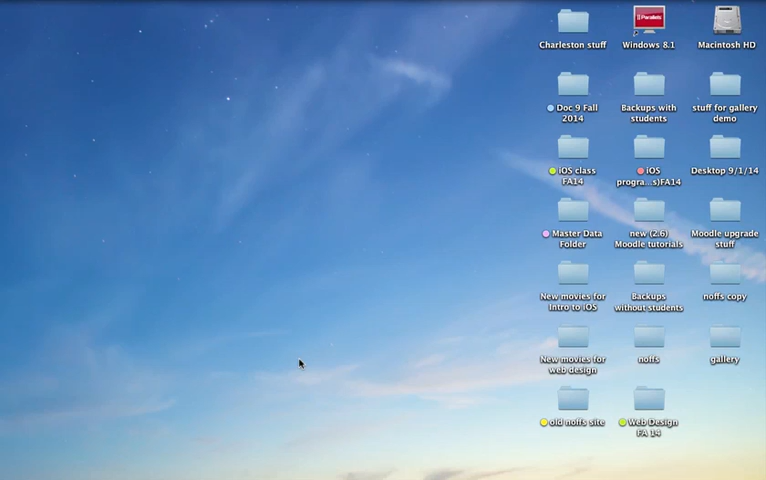 Charleston stuff
Parallels
Windows 8.1
Macintosh HD
Doc 9 Fall
2014
Backups with
students
stuff for gallery
demo
iOS class
FA14
iOS
progra...s)FA14
Desktop 9/1/14
Master Data
Folder
new (2.6)
Moodle tutorials
Moodle upgrade
stuff
New movies for
Intro to iOS
Backups
without students
noffs copy
New movies for
web design
noffs
gallery
old noffs site
Web Design
FA 14